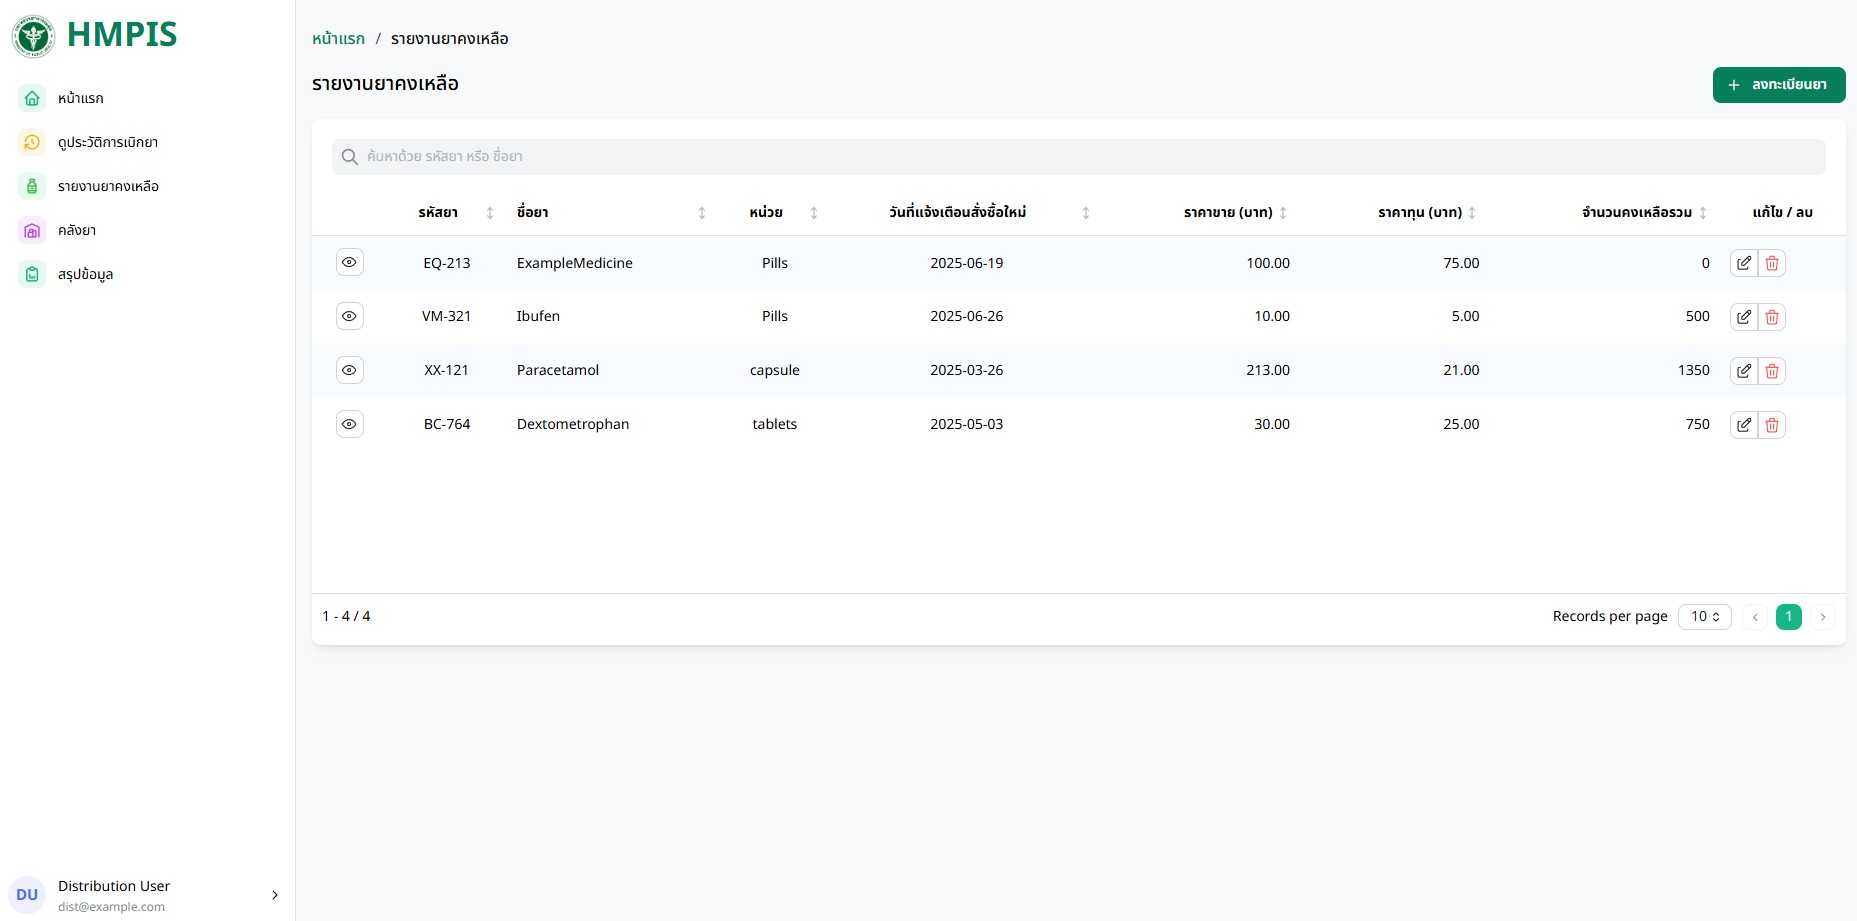 HMPIS
หน้าแรก
ดูประวัติการเบิกยา
รายงานยาคงเหลือ
คลังยา
สรุปข้อมูล
Distribution User
DU
dist@example.com
หน้าแรก / รายงานยาคงเหลือ
รายงานยาคงเหลือ
+ ลงทะเบียนยา
ค้นหาด้วย รหัสยา หรือ ชื่อยา
รหัสยา ชื่อยา หน่วย วันที่แจ้งเตือนสั่งซื้อใหม่ ราคาขาย (บาท) ราคาทุน (บาท) จำนวนคงเหลือรวม แก้ไข / ลบ
EQ-213 ExampleMedicine Pills 2025-06-19 100.00 75.00 0
VM-321 Ibufen Pills 2025-06-26 10.00 5.00 500
XX-121 Paracetamol capsule 2025-03-26 213.00 21.00 1350
BC-764 Dextometrophan tablets 2025-05-03 30.00 25.00 750
1 - 4 / 4 Records per page 10 1